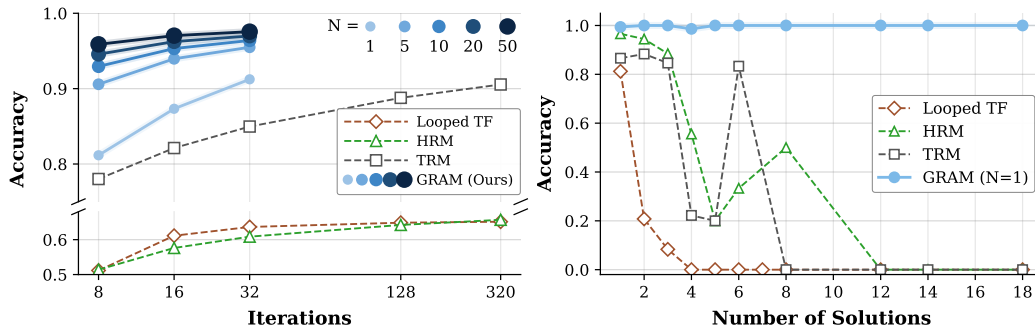 1.0
0.9
0.8
0.6
0.5
Accuracy
N =
1 5 10 20 50
Looped TF
HRM
TRM
GRAM (Ours)
8 16 32 128 320
Iterations
1.0
0.8
0.6
0.4
0.2
0.0
Accuracy
Looped TF
HRM
TRM
GRAM (N=1)
2 4 6 8 10 12 14 16 18
Number of Solutions